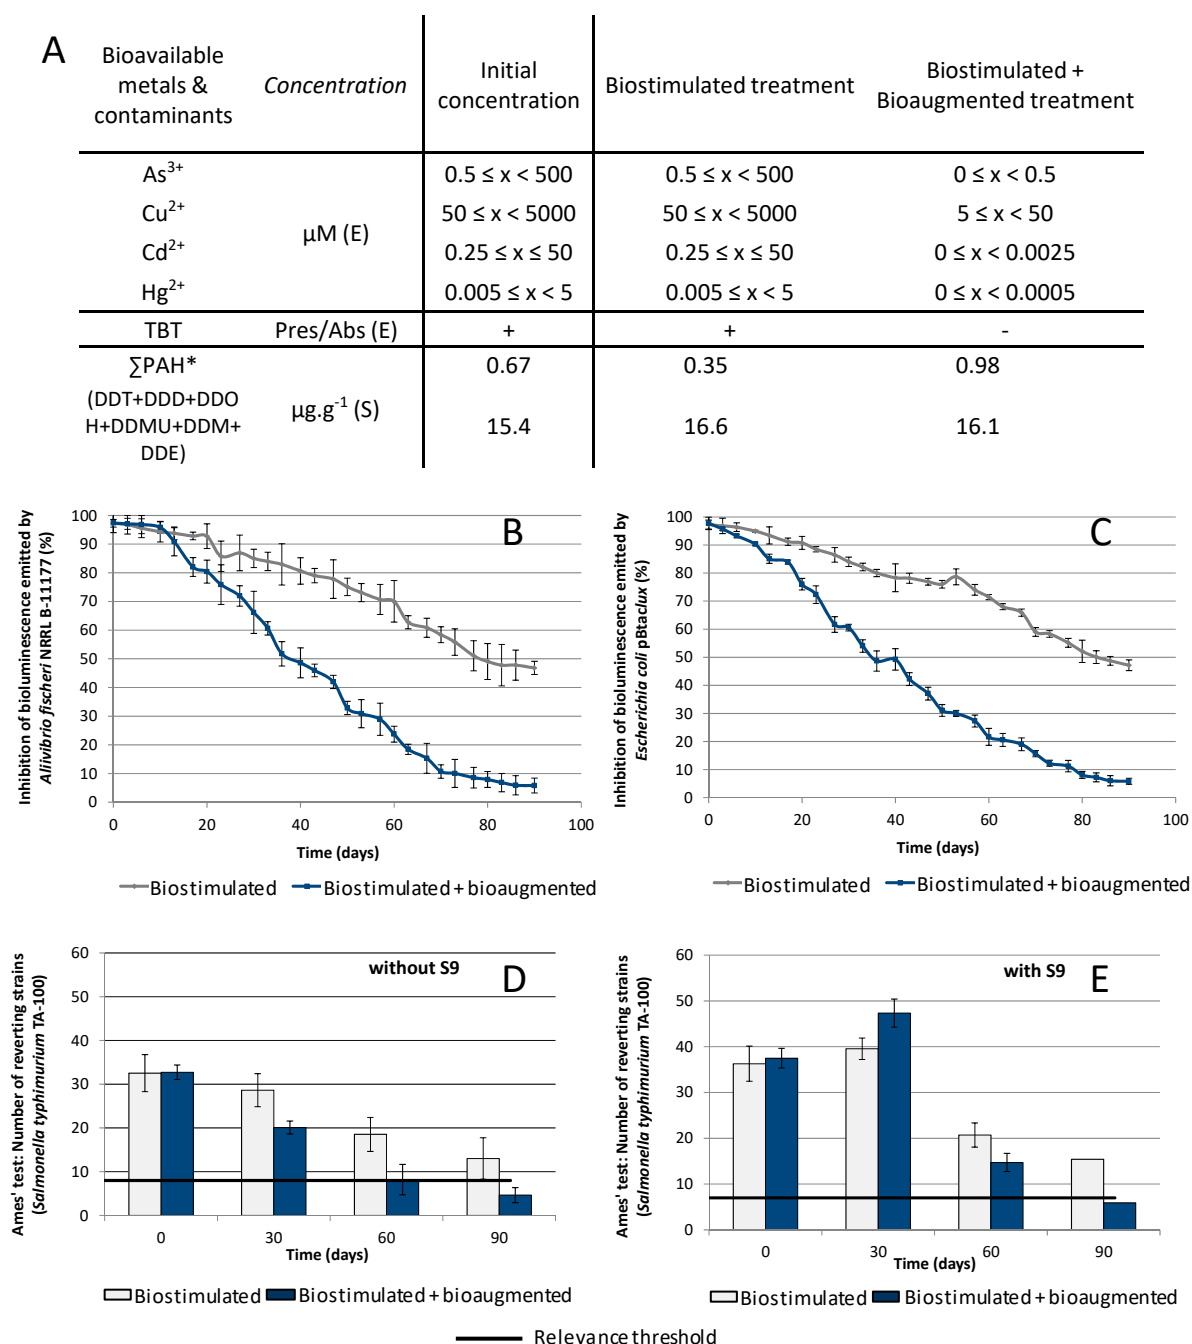 A
Bioavailable
metals &
contaminants
Concentration
Initial
concentration
Biostimulated treatment
Biostimulated +
Bioaugmented treatment
As3+
µM (E)
0.5 ≤ x < 500
0.5 ≤ x < 500
0 ≤ x < 0.5
Cu2+
50 ≤ x < 5000
50 ≤ x < 5000
5 ≤ x < 50
Cd2+
0.25 ≤ x ≤ 50
0.25 ≤ x ≤ 50
0 ≤ x < 0.0025
Hg2+
0.005 ≤ x < 5
0.005 ≤ x < 5
0 ≤ x < 0.0005
TBT
Pres/Abs (E)
+
+
-
∑PAH*
µg.g-1 (S)
0.67
0.35
0.98
(DDT+DDD+DDO
H+DDMU+DDM+
DDE)
15.4
16.6
16.1
B
Inhibition of bioluminescence emitted by
Aliivibrio fischeri NRRL B-11177 (%)
100
90
80
70
60
50
40
30
20
10
0
0 20 40 60 80 100
Time (days)
Biostimulated
Biostimulated + bioaugmented
C
Inhibition of bioluminescence emitted by
Escherichia coli pBtaclux (%)
100
90
80
70
60
50
40
30
20
10
0
0 20 40 60 80 100
Time (days)
Biostimulated
Biostimulated + bioaugmented
without S9
D
Ames' test: Number of reverting strains
(Salmonella typhimurium TA-100)
60
50
40
30
20
10
0
0 30 60 90
Time (days)
Biostimulated
Biostimulated + bioaugmented
with S9
E
Ames' test: Number of reverting strains
(Salmonella typhimurium TA-100)
60
50
40
30
20
10
0
0 30 60 90
Time (days)
Biostimulated
Biostimulated + bioaugmented
Relevance threshold